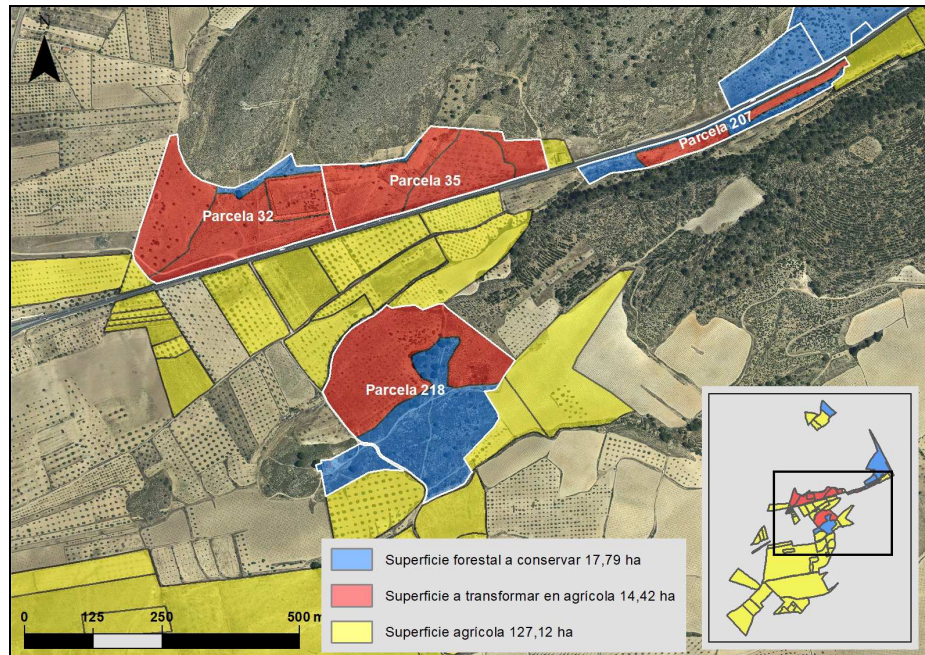 N
Parcela 207
Parcela 35
Parcela 32
Parcela 218
Superficie forestal a conservar 17,79 ha
Superficie a transformar en agrícola 14,42 ha
Superficie agrícola 127,12 ha
0 125 250 500 m